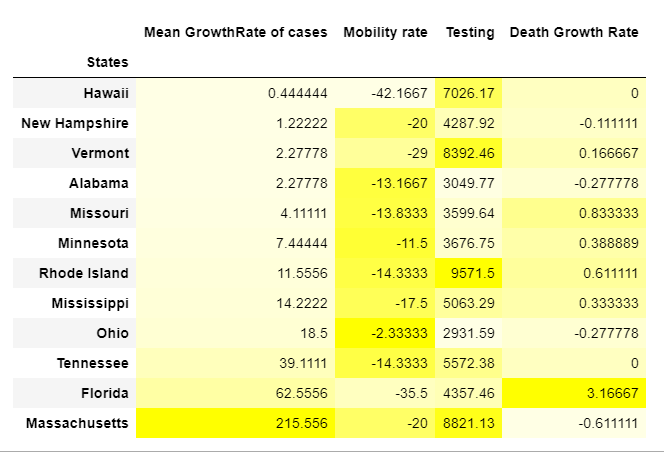 Mean GrowthRate of cases Mobility rate Testing Death Growth Rate
States
Hawaii 0.444444 -42.1667 7026.17 0
New Hampshire 1.22222 -20 4287.92 -0.111111
Vermont 2.27778 -29 8392.46 0.166667
Alabama 2.27778 -13.1667 3049.77 -0.277778
Missouri 4.11111 -13.8333 3599.64 0.833333
Minnesota 7.44444 -11.5 3676.75 0.388889
Rhode Island 11.5556 -14.3333 9571.5 0.611111
Mississippi 14.2222 -17.5 5063.29 0.333333
Ohio 18.5 -2.33333 2931.59 -0.277778
Tennessee 39.1111 -14.3333 5572.38 0
Florida 62.5556 -35.5 4357.46 3.16667
Massachusetts 215.556 -20 8821.13 -0.611111